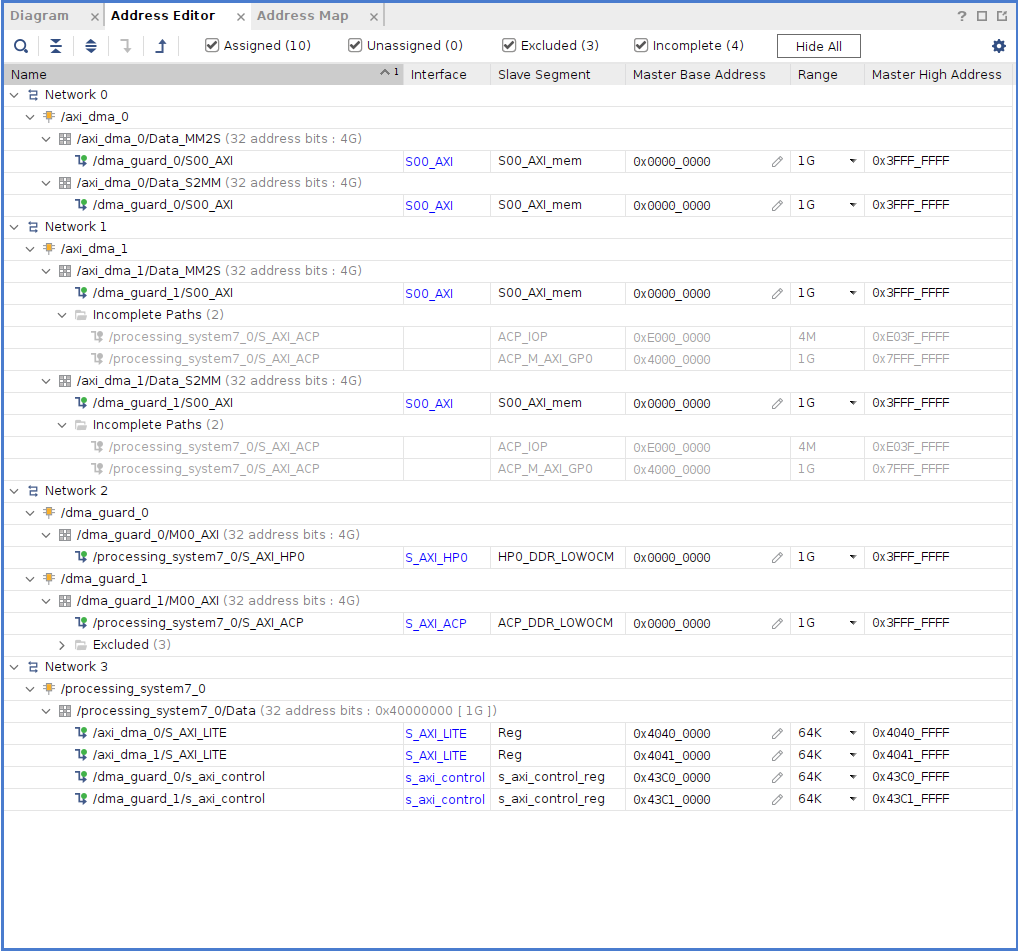 Diagram × Address Editor × Address Map × ?
Assigned (10) Unassigned (0) Excluded (3) Incomplete (4) Hide All
Name 1 Interface Slave Segment Master Base Address Range Master High Address
Network 0
/axi_dma_0
/axi_dma_0/Data_MM2S (32 address bits : 4G)
/dma_guard_0/S00_AXI S00_AXI S00_AXI_mem 0x0000_0000 1G 0x3FFF_FFFF
/axi_dma_0/Data_S2MM (32 address bits : 4G)
/dma_guard_0/S00_AXI S00_AXI S00_AXI_mem 0x0000_0000 1G 0x3FFF_FFFF
Network 1
/axi_dma_1
/axi_dma_1/Data_MM2S (32 address bits : 4G)
/dma_guard_1/S00_AXI S00_AXI S00_AXI_mem 0x0000_0000 1G 0x3FFF_FFFF
Incomplete Paths (2)
/processing_system7_0/S_AXI_ACP ACP_IOP 0xE000_0000 4M 0xE03F_FFFF
/processing_system7_0/S_AXI_ACP ACP_M_AXI_GP0 0x4000_0000 1G 0x7FFF_FFFF
/axi_dma_1/Data_S2MM (32 address bits : 4G)
/dma_guard_1/S00_AXI S00_AXI S00_AXI_mem 0x0000_0000 1G 0x3FFF_FFFF
Incomplete Paths (2)
/processing_system7_0/S_AXI_ACP ACP_IOP 0xE000_0000 4M 0xE03F_FFFF
/processing_system7_0/S_AXI_ACP ACP_M_AXI_GP0 0x4000_0000 1G 0x7FFF_FFFF
Network 2
/dma_guard_0
/dma_guard_0/M00_AXI (32 address bits : 4G)
/processing_system7_0/S_AXI_HP0 S_AXI_HP0 HP0_DDR_LOWOCM 0x0000_0000 1G 0x3FFF_FFFF
/dma_guard_1
/dma_guard_1/M00_AXI (32 address bits : 4G)
/processing_system7_0/S_AXI_ACP S_AXI_ACP ACP_DDR_LOWOCM 0x0000_0000 1G 0x3FFF_FFFF
Excluded (3)
Network 3
/processing_system7_0
/processing_system7_0/Data (32 address bits : 0x40000000 [ 1G ])
/axi_dma_0/S_AXI_LITE S_AXI_LITE Reg 0x4040_0000 64K 0x4040_FFFF
/axi_dma_1/S_AXI_LITE S_AXI_LITE Reg 0x4041_0000 64K 0x4041_FFFF
/dma_guard_0/s_axi_control s_axi_control s_axi_control_reg 0x43C0_0000 64K 0x43C0_FFFF
/dma_guard_1/s_axi_control s_axi_control s_axi_control_reg 0x43C1_0000 64K 0x43C1_FFFF